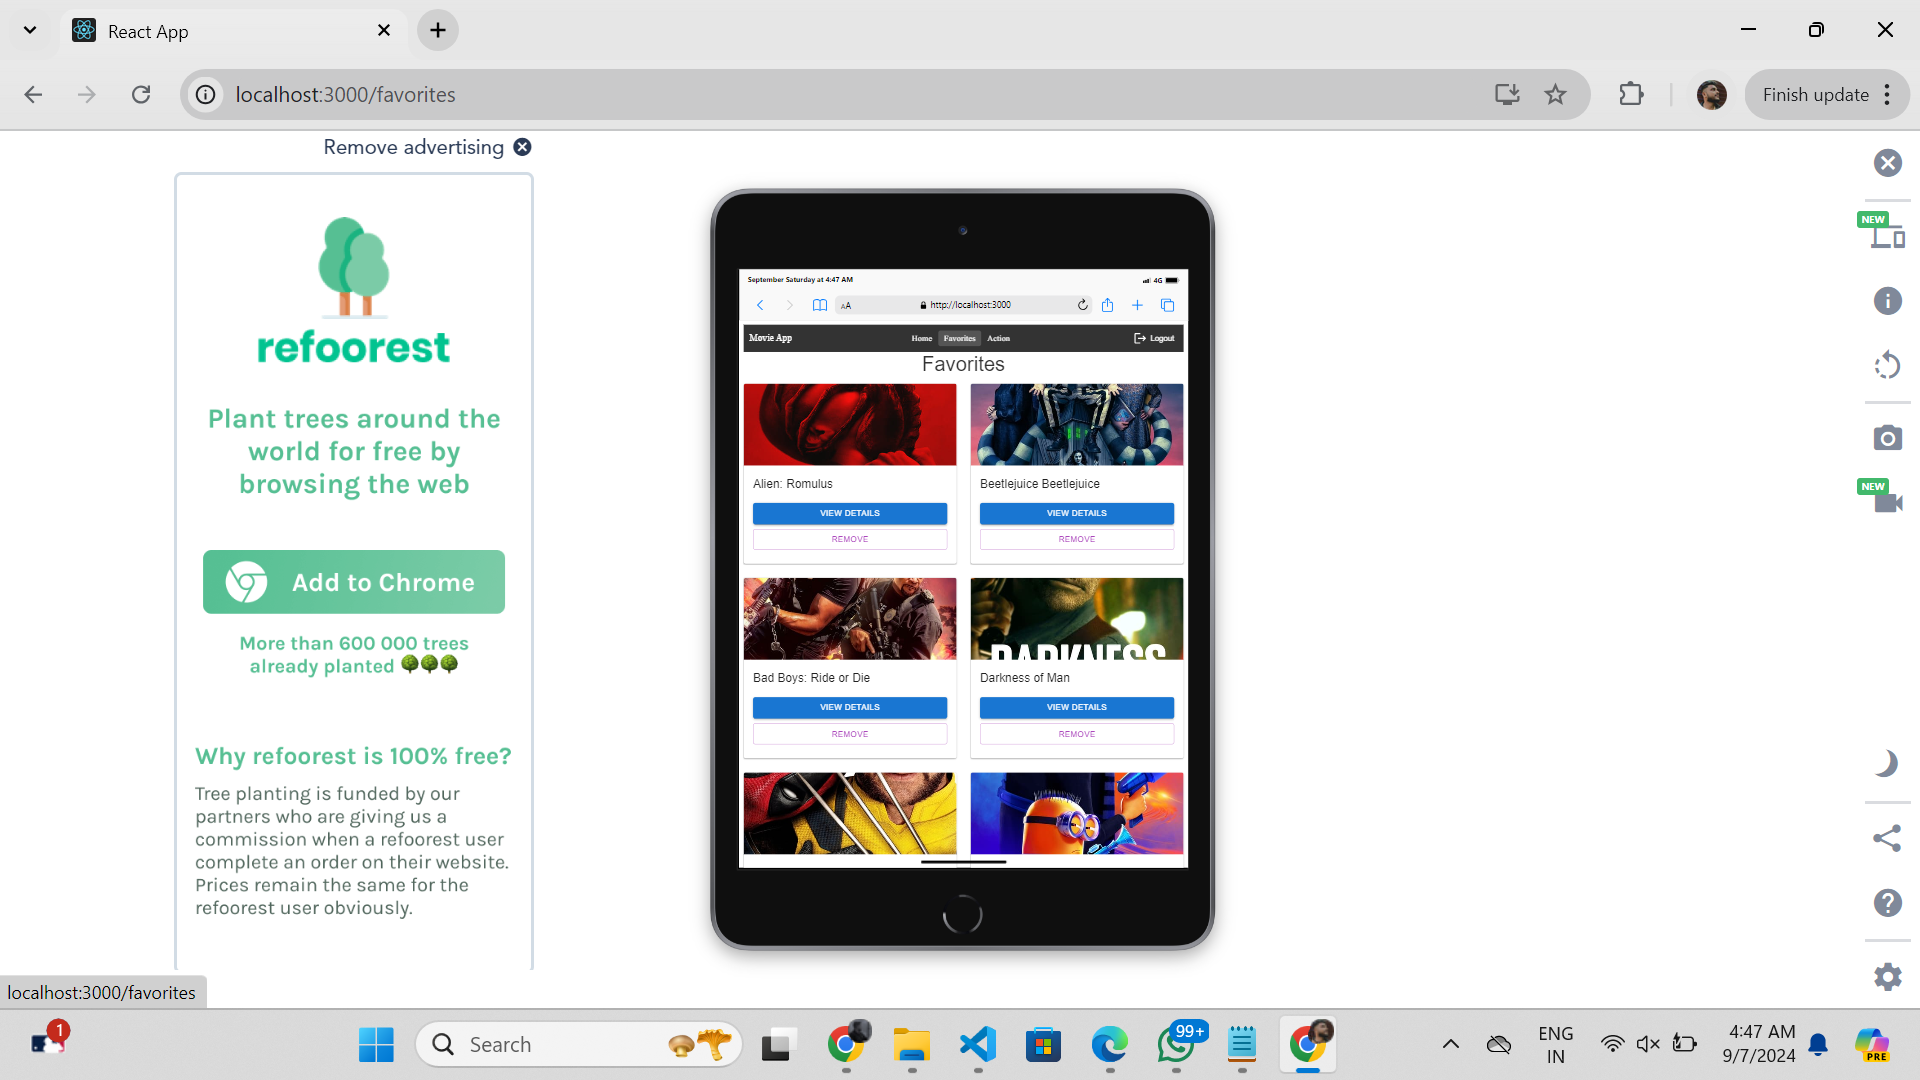 React App
localhost:3000/favorites
Finish update
Remove advertising
refoorest
Plant trees around the
world for free by
browsing the web
Add to Chrome
More than 600 000 trees
already planted
Why refoorest is 100% free?
Tree planting is funded by our
partners who are giving us a
commission when a refoorest user
complete an order on their website.
Prices remain the same for the
refoorest user obviously.
September Saturday at 4:47 AM
4G
AA
http://localhost:3000
Movie App
Home Favorites Action
Logout
Favorites
Alien: Romulus
VIEW DETAILS
REMOVE
Beetlejuice Beetlejuice
VIEW DETAILS
REMOVE
Bad Boys: Ride or Die
VIEW DETAILS
REMOVE
DARKNESS
Darkness of Man
VIEW DETAILS
REMOVE
NEW
NEW
localhost:3000/favorites
1
Search
99+
ENG
IN
4:47 AM
9/7/2024
PRE